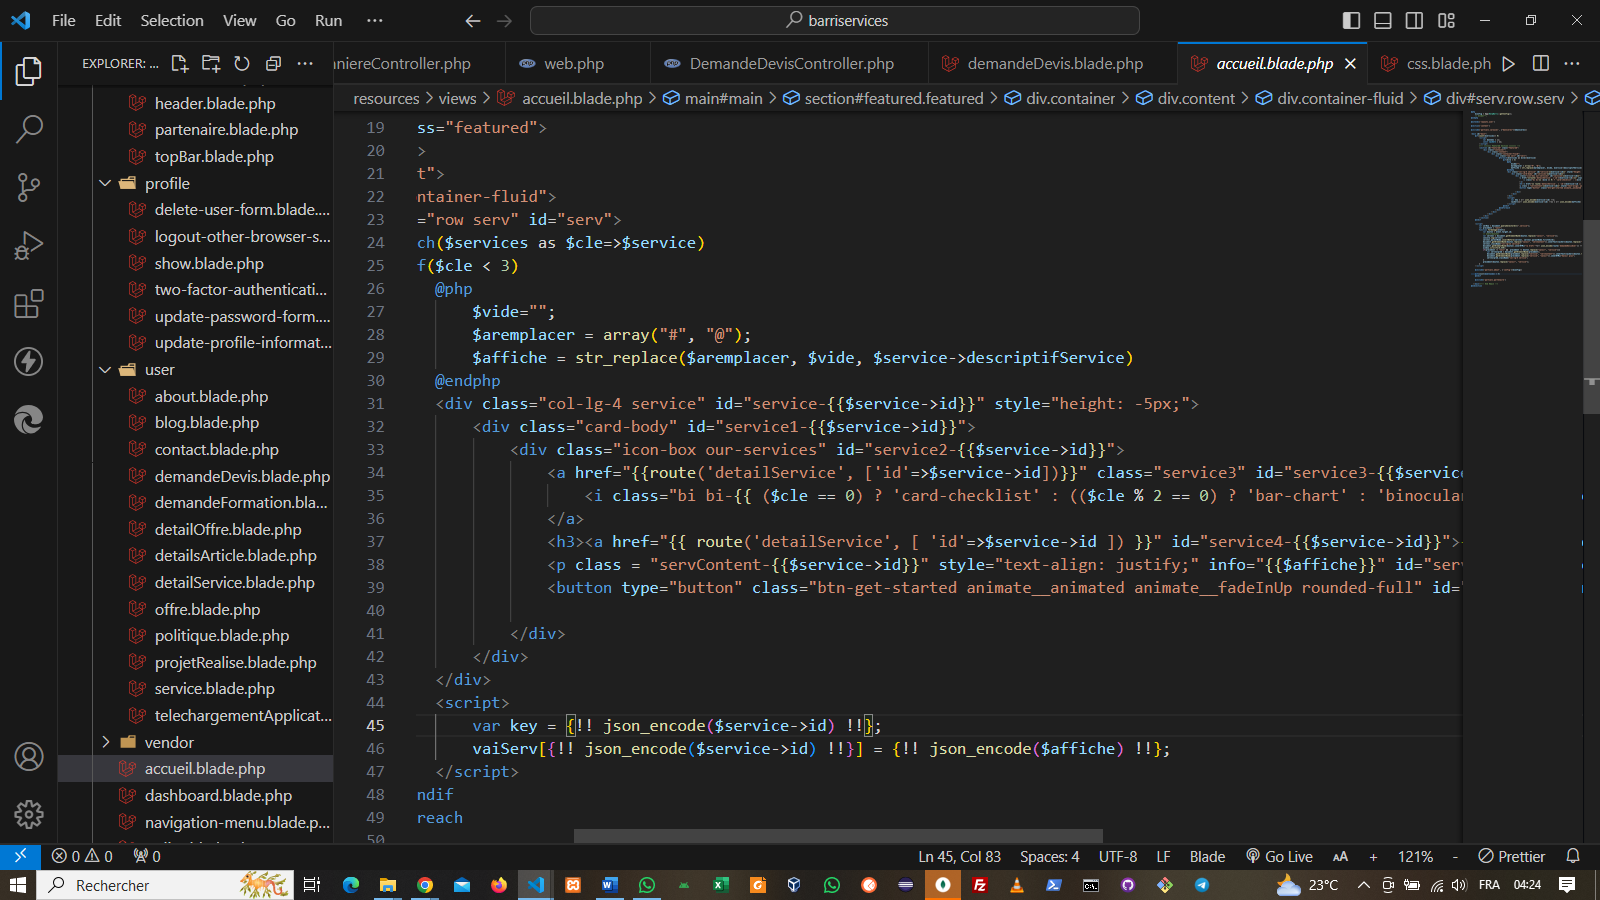 File Edit Selection View Go Run ··· barriservices
EXPLORER: ...
header.blade.php
partenaire.blade.php
topBar.blade.php
profile
delete-user-form.blade....
logout-other-browser-s...
show.blade.php
two-factor-authenticati...
update-password-form....
update-profile-informat...
user
about.blade.php
blog.blade.php
contact.blade.php
demandeDevis.blade.php
demandeFormation.bla...
detailOffre.blade.php
detailsArticle.blade.php
detailService.blade.php
offre.blade.php
politique.blade.php
projetRealise.blade.php
service.blade.php
telechargementApplicat...
vendor
accueil.blade.php
dashboard.blade.php
navigation-menu.blade.p...
niereController.php web.php DemandeDevisController.php demandeDevis.blade.php accueil.blade.php css.blade.ph
resources > views > accueil.blade.php > main#main > section#featured.featured > div.container > div.content > div.container-fluid > div#serv.row.serv >
19 ss="featured">
20 >
21 t">
22 ntainer-fluid">
23 ="row serv" id="serv">
24 ch($services as $cle=>$service)
25 f($cle < 3)
26 @php
27 $vide="";
28 $aremplacer = array("#", "@");
29 $affiche = str_replace($aremplacer, $vide, $service->descriptifService)
30 @endphp
31 <div class="col-lg-4 service" id="service-{{$service->id}}" style="height: -5px;">
32 <div class="card-body" id="service1-{{$service->id}}">
33 <div class="icon-box our-services" id="service2-{{$service->id}}">
34 <a href="{{route('detailService', ['id'=>$service->id])}}" class="service3" id="service3-{{$servic
35 <i class="bi bi-{{ ($cle == 0) ? 'card-checklist' : (($cle % 2 == 0) ? 'bar-chart' : 'binocular
36 </a>
37 <h3><a href="{{ route('detailService', [ 'id'=>$service->id ]) }}" id="service4-{{$service->id}}">
38 <p class = "servContent-{{$service->id}}" style="text-align: justify;" info="{{$affiche}}" id="serv
39 <button type="button" class="btn-get-started animate__animated animate__fadeInUp rounded-full" id=
40
41 </div>
42 </div>
43 </div>
44 <script>
45 var key = {!! json_encode($service->id) !!};
46 vaiServ[{!! json_encode($service->id) !!}] = {!! json_encode($affiche) !!};
47 </script>
48 ndif
49 reach
50
0 0 0 Ln 45, Col 83 Spaces: 4 UTF-8 LF Blade Go Live AA + 121% - Prettier
Rechercher 23°C FRA 04:24